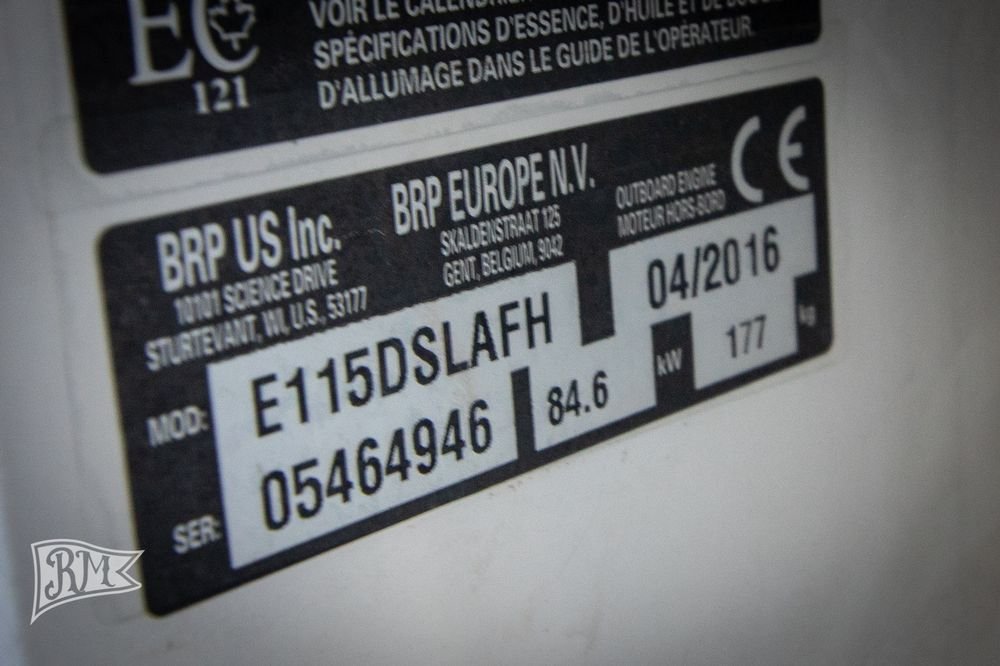 EC
121
VOIR LE CALENDRIER
SPÈCIFICATIONS D'ESSENCE, D'HUILE ET DE
D'ALLUMAGE DANS LE GUIDE DE L'OPÉRATEUR.
BRP US Inc.
10101 SCIENCE DRIVE
STURTEVANT, WI, U.S., 53177
BRP EUROPE N.V.
SKALDENSTRAAT 125
GENT, BELGIUM, 9042
OUTBOARD ENGINE
MOTEUR HORS-BORD
CE
MOD: E115DSLAFH
04/2016
SER: 05464946
84.6 kW
177 kg
RM